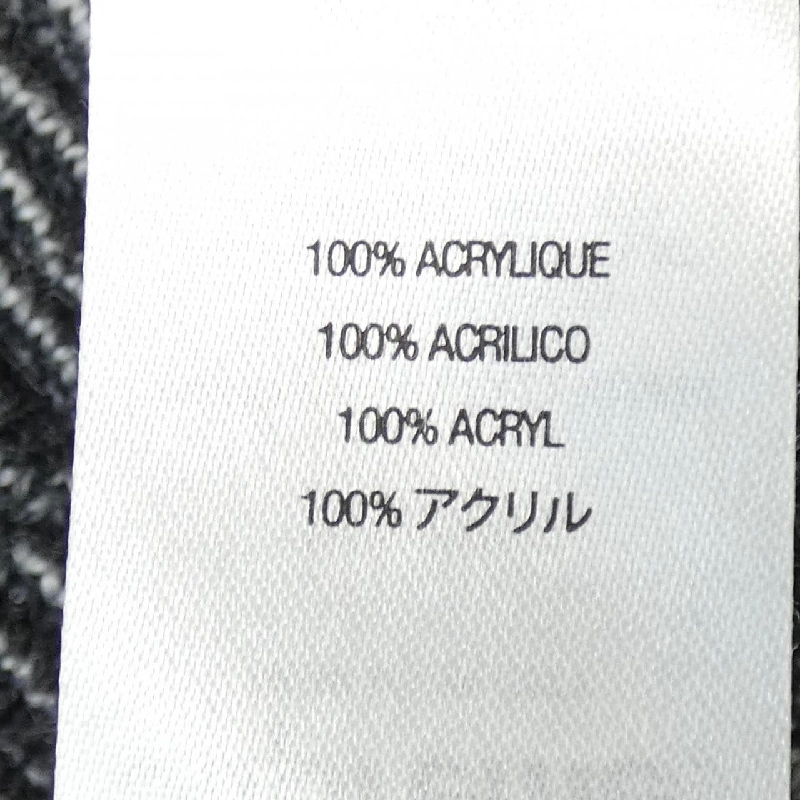 100% ACRYLIQUE
100% ACRILICO
100% ACRYL
100% アクリル